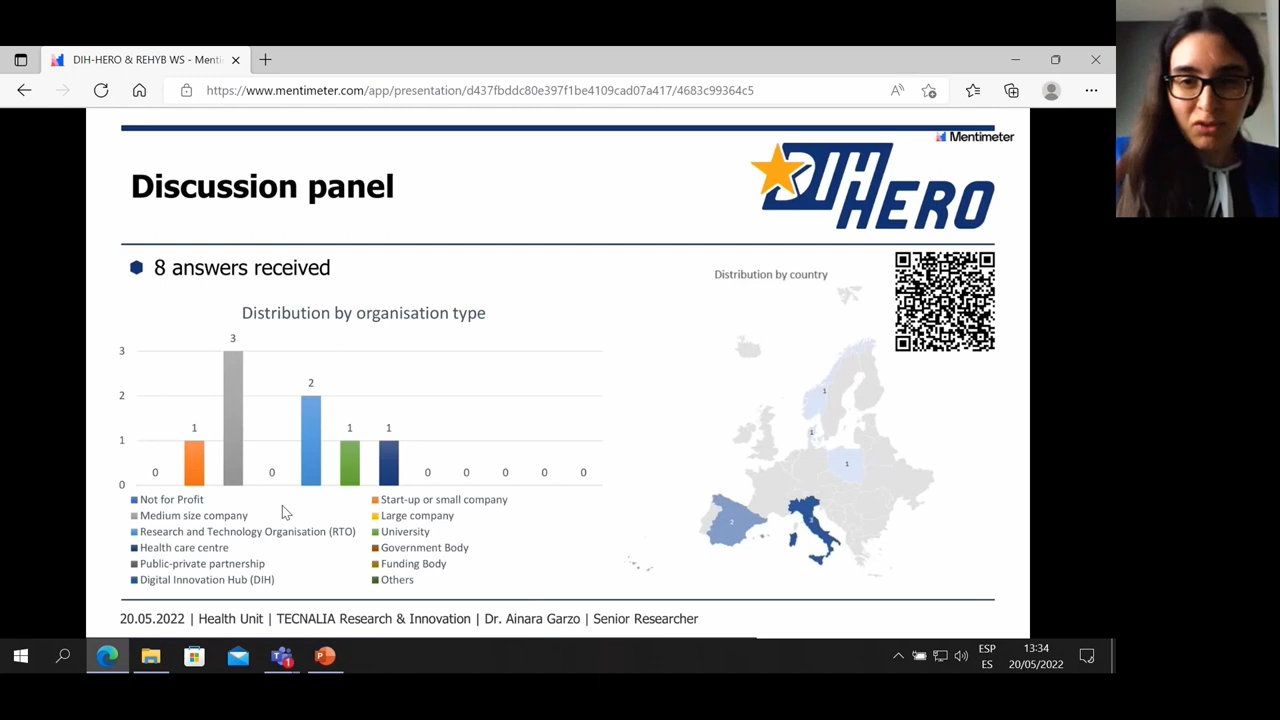 DIH-HERO & REHYB WS - Menti
https://www.mentimeter.com/app/presentation/d437fbddc80e397f1be4109cad07a417/4683c99364c5
Mentimeter
Discussion panel
DIH
HERO
8 answers received
Distribution by country
Distribution by organisation type
3
2
1
0
0
1
3
0
2
1
1
0
0
0
0
0
Not for Profit
Start-up or small company
Medium size company
Large company
Research and Technology Organisation (RTO)
University
Health care centre
Government Body
Public-private partnership
Funding Body
Digital Innovation Hub (DIH)
Others
1
1
1
2
3
20.05.2022 | Health Unit | TECNALIA Research & Innovation | Dr. Ainara Garzo | Senior Researcher
ESP
ES
13:34
20/05/2022